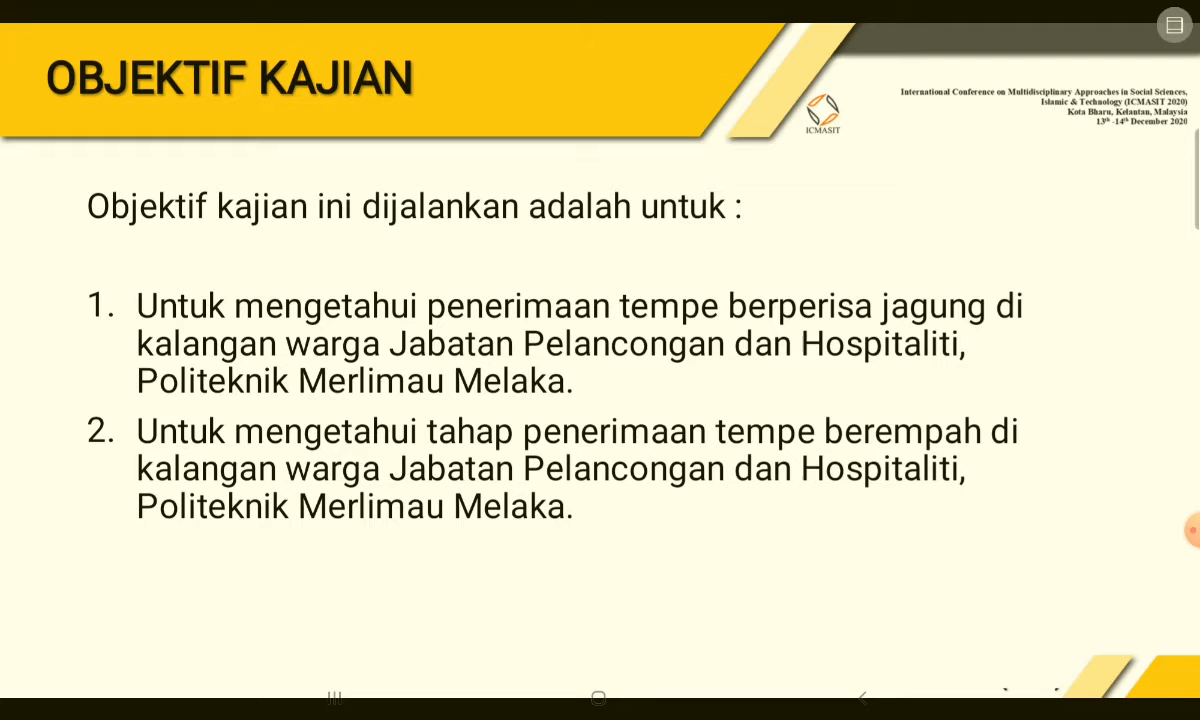 OBJEKTIF KAJIAN
International Conference on Multidisciplinary Approaches in Social Sciences,
Islamic & Technology (ICMASIT 2020)
Kota Bharu, Kelantan, Malaysia
13th -14th December 2020
ICMASIT
Objektif kajian ini dijalankan adalah untuk :
1. Untuk mengetahui penerimaan tempe berperisa jagung di
kalangan warga Jabatan Pelancongan dan Hospitaliti,
Politeknik Merlimau Melaka.
2. Untuk mengetahui tahap penerimaan tempe berempah di
kalangan warga Jabatan Pelancongan dan Hospitaliti,
Politeknik Merlimau Melaka.